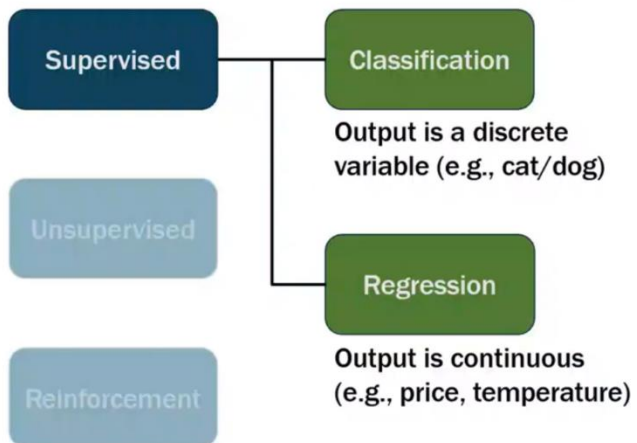 Supervised
Classification
Output is a discrete
variable (e.g., cat/dog)
Unsupervised
Regression
Output is continuous
(e.g., price, temperature)
Reinforcement